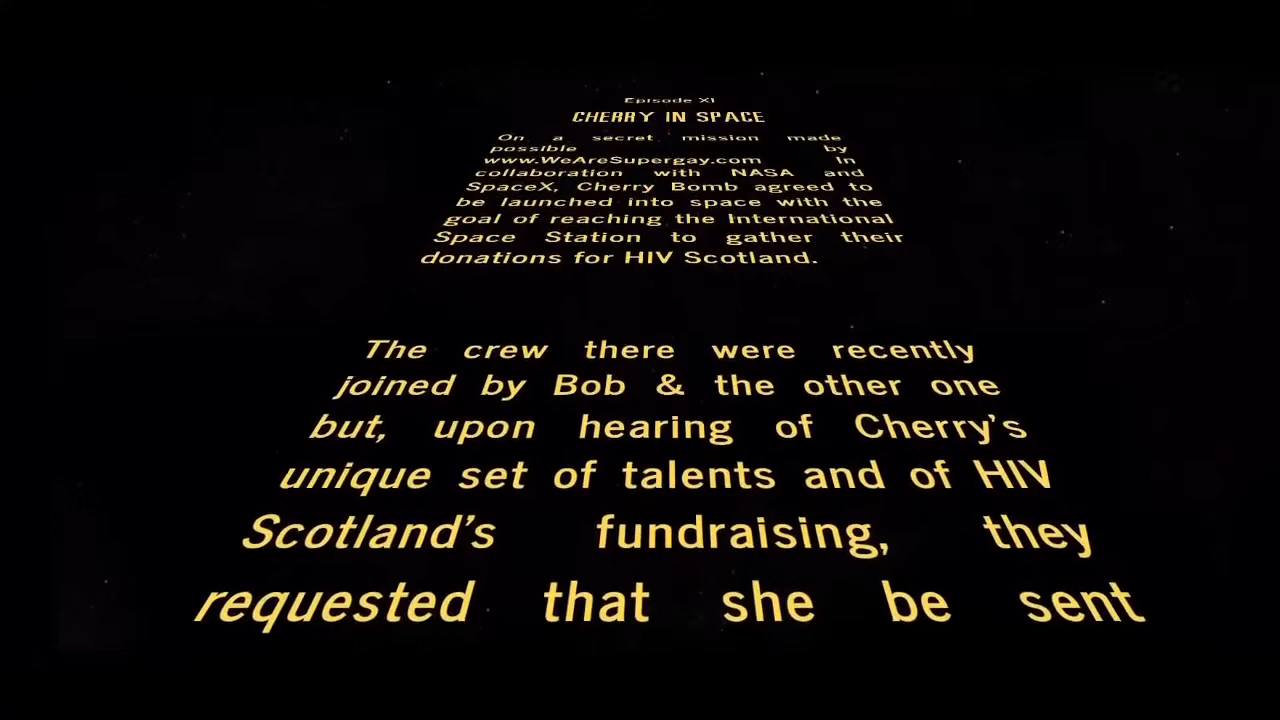 Episode XI
CHERRY IN SPACE
On a secret mission made
possible by
www.WeAreSupergay.com In
collaboration with NASA and
SpaceX, Cherry Bomb agreed to
be launched into space with the
goal of reaching the International
Space Station to gather their
donations for HIV Scotland.
The crew there were recently
joined by Bob & the other one
but, upon hearing of Cherry's
unique set of talents and of HIV
Scotland's fundraising, they
requested that she be sent